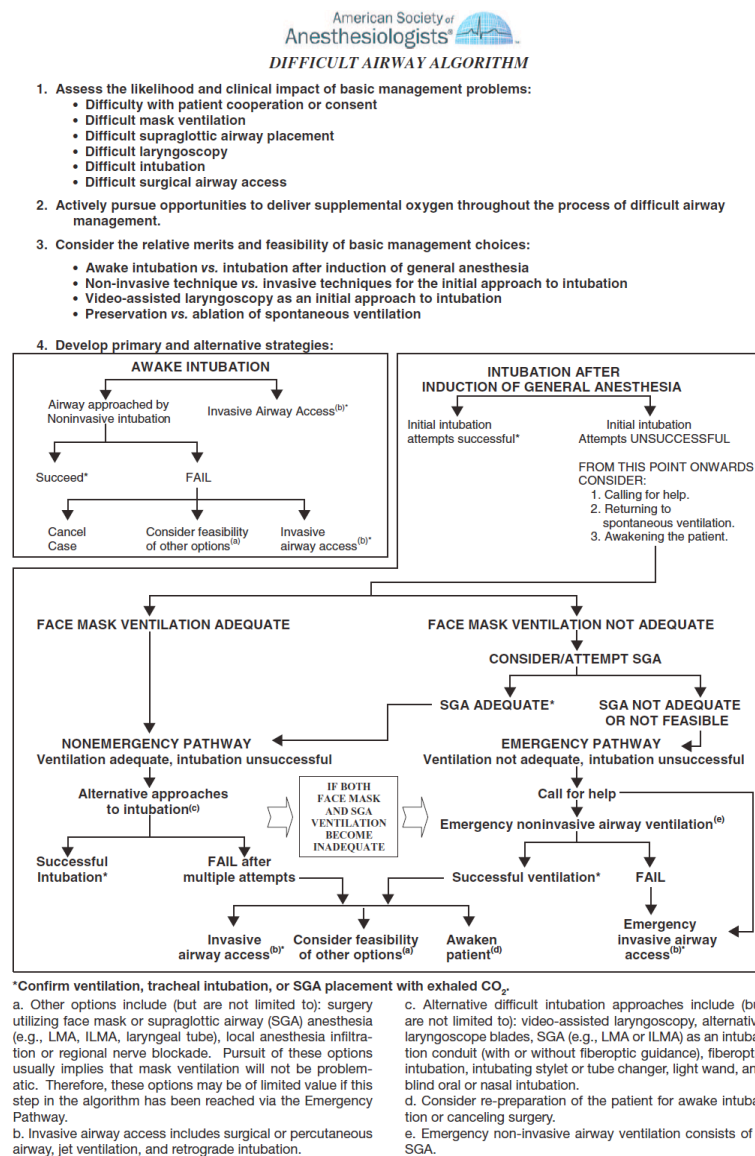 American Society of
Anesthesiologists®
DIFFICULT AIRWAY ALGORITHM
1. Assess the likelihood and clinical impact of basic management problems:
• Difficulty with patient cooperation or consent
• Difficult mask ventilation
• Difficult supraglottic airway placement
• Difficult laryngoscopy
• Difficult intubation
• Difficult surgical airway access
2. Actively pursue opportunities to deliver supplemental oxygen throughout the process of difficult airway
management.
3. Consider the relative merits and feasibility of basic management choices:
• Awake intubation vs. intubation after induction of general anesthesia
• Non-invasive technique vs. invasive techniques for the initial approach to intubation
• Video-assisted laryngoscopy as an initial approach to intubation
• Preservation vs. ablation of spontaneous ventilation
4. Develop primary and alternative strategies:
AWAKE INTUBATION
Airway approached by
Noninvasive intubation
Invasive Airway Access(b)*
Succeed*
FAIL
Cancel
Case
Consider feasibility
of other options(a)
Invasive
airway access(b)*
INTUBATION AFTER
INDUCTION OF GENERAL ANESTHESIA
Initial intubation
attempts successful*
Initial intubation
Attempts UNSUCCESSFUL
FROM THIS POINT ONWARDS
CONSIDER:
1. Calling for help.
2. Returning to
spontaneous ventilation.
3. Awakening the patient.
FACE MASK VENTILATION ADEQUATE
FACE MASK VENTILATION NOT ADEQUATE
CONSIDER/ATTEMPT SGA
SGA ADEQUATE*
SGA NOT ADEQUATE
OR NOT FEASIBLE
NONEMERGENCY PATHWAY
Ventilation adequate, intubation unsuccessful
EMERGENCY PATHWAY
Ventilation not adequate, intubation unsuccessful
Alternative approaches
to intubation(c)
IF BOTH
FACE MASK
AND SGA
VENTILATION
BECOME
INADEQUATE
Call for help
Emergency noninvasive airway ventilation(e)
Successful
Intubation*
FAIL after
multiple attempts
Successful ventilation*
FAIL
Invasive
airway access(b)*
Consider feasibility
of other options(a)
Awaken
patient(d)
Emergency
invasive airway
access(b)*
*Confirm ventilation, tracheal intubation, or SGA placement with exhaled CO2.
a. Other options include (but are not limited to): surgery
utilizing face mask or supraglottic airway (SGA) anesthesia
(e.g., LMA, ILMA, laryngeal tube), local anesthesia infiltra-
tion or regional nerve blockade. Pursuit of these options
usually implies that mask ventilation will not be problem-
atic. Therefore, these options may be of limited value if this
step in the algorithm has been reached via the Emergency
Pathway.
b. Invasive airway access includes surgical or percutaneous
airway, jet ventilation, and retrograde intubation.
c. Alternative difficult intubation approaches include (bu
are not limited to): video-assisted laryngoscopy, alternativ
laryngoscope blades, SGA (e.g., LMA or ILMA) as an intuba
tion conduit (with or without fiberoptic guidance), fiberopt
intubation, intubating stylet or tube changer, light wand, an
blind oral or nasal intubation.
d. Consider re-preparation of the patient for awake intuba
tion or canceling surgery.
e. Emergency non-invasive airway ventilation consists of
SGA.